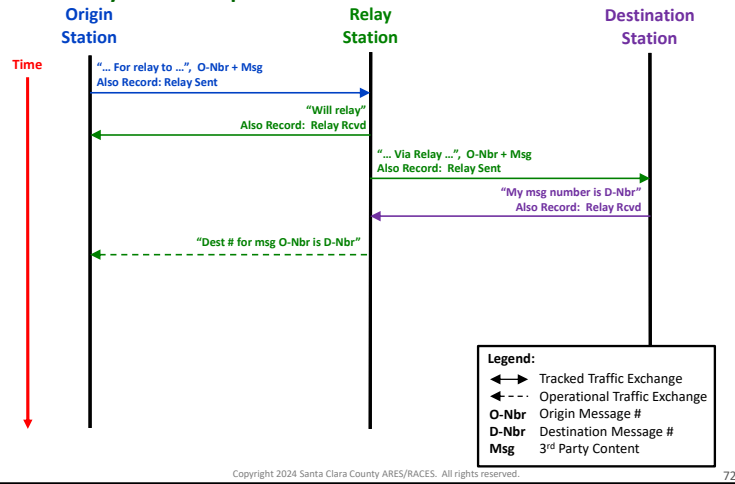 Origin
Station
Relay
Station
Destination
Station
Time
“... For relay to ...”, O-Nbr + Msg
Also Record: Relay Sent
“Will relay”
Also Record: Relay Rcvd
“... Via Relay ...”, O-Nbr + Msg
Also Record: Relay Sent
“My msg number is D-Nbr”
Also Record: Relay Rcvd
“Dest # for msg O-Nbr is D-Nbr”
Legend:
Tracked Traffic Exchange
Operational Traffic Exchange
O-Nbr Origin Message #
D-Nbr Destination Message #
Msg 3rd Party Content
Copyright 2024 Santa Clara County ARES/RACES. All rights reserved.
72